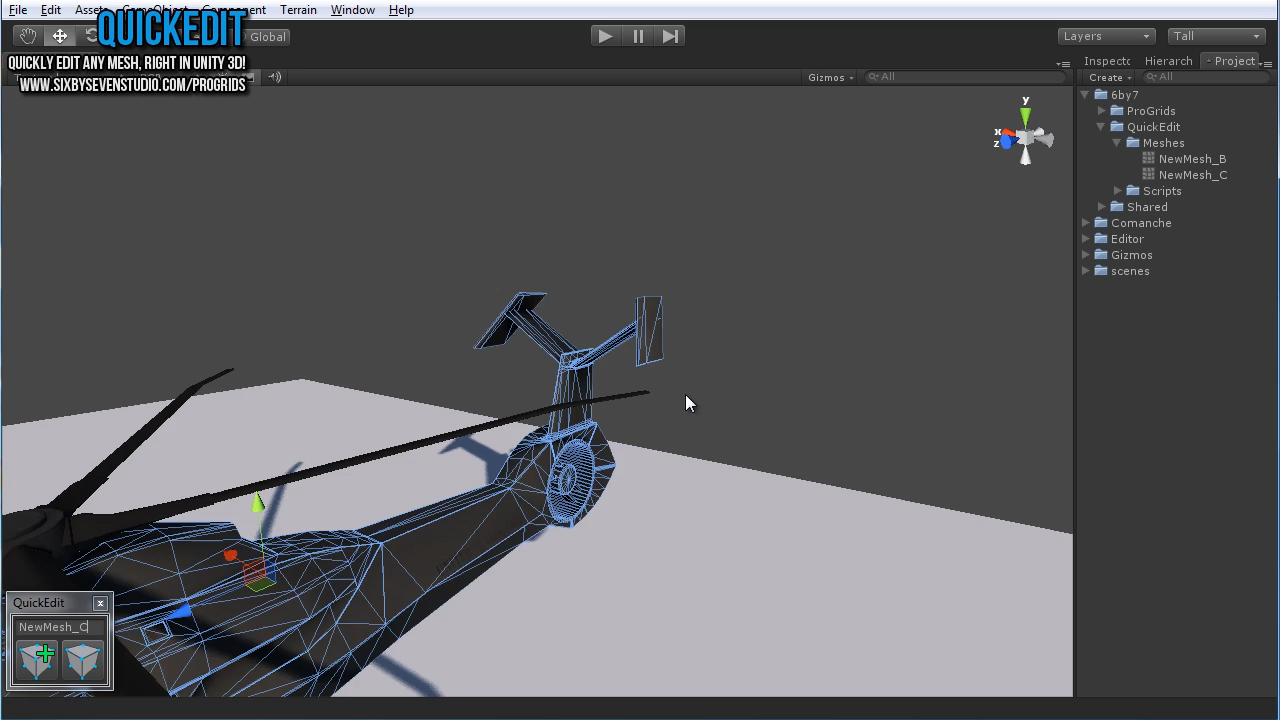 File Edit Assets GameObject Component Terrain Window Help
QUICKEDIT
Global Layers Tall
QUICKLY EDIT ANY MESH, RIGHT IN UNITY 3D!
WWW.SIXBYSEVENSTUDIO.COM/PROGRIDS
Gizmos All
Inspecto Hierarch Project
Create All
6by7
ProGrids
QuickEdit
Meshes
NewMesh_B
NewMesh_C
Scripts
Shared
Comanche
Editor
Gizmos
scenes
y
x
z
QuickEdit x
NewMesh_C